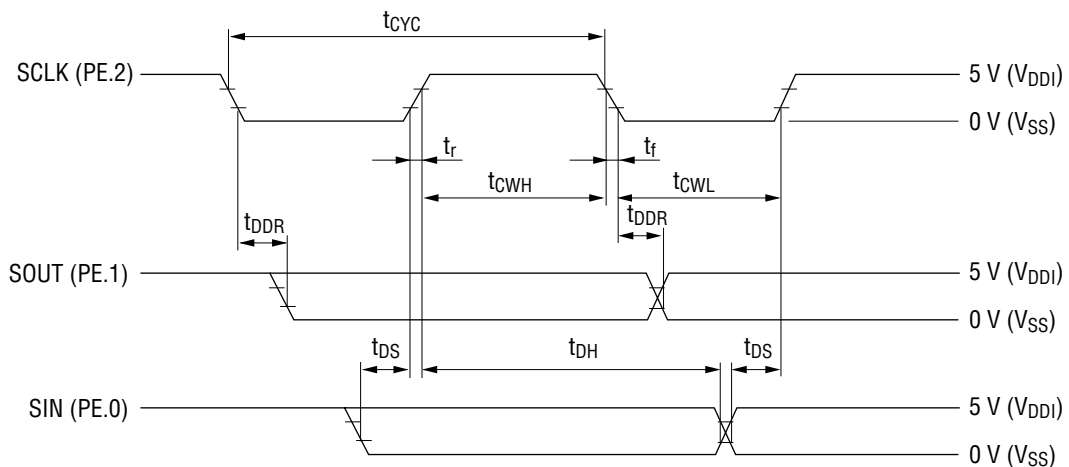 tCYC
SCLK (PE.2) 5 V (VDDI)
0 V (VSS)
tr tf
tCWH tCWL
tDDR tDDR
SOUT (PE.1) 5 V (VDDI)
0 V (VSS)
tDS tDH tDS
SIN (PE.0) 5 V (VDDI)
0 V (VSS)